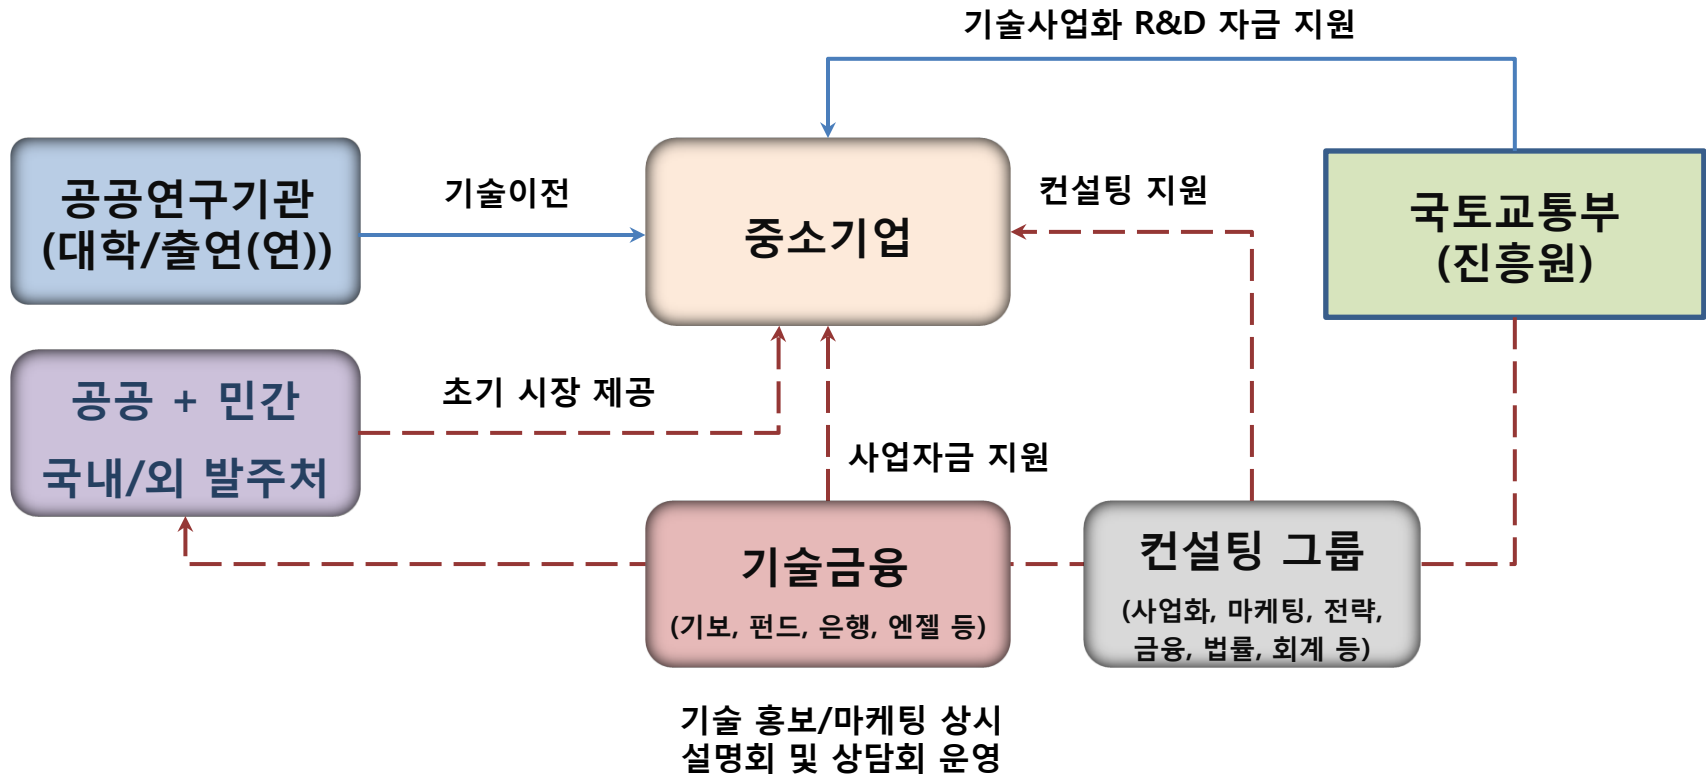 기술사업화 R&D 자금 지원
공공연구기관
(대학/출연(연))
기술이전
중소기업
컨설팅 지원
국토교통부
(진흥원)
공공 + 민간
국내/외 발주처
초기 시장 제공
사업자금 지원
기술금융
(기보, 펀드, 은행, 엔젤 등)
컨설팅 그룹
(사업화, 마케팅, 전략,
금융, 법률, 회계 등)
기술 홍보/마케팅 상시
설명회 및 상담회 운영